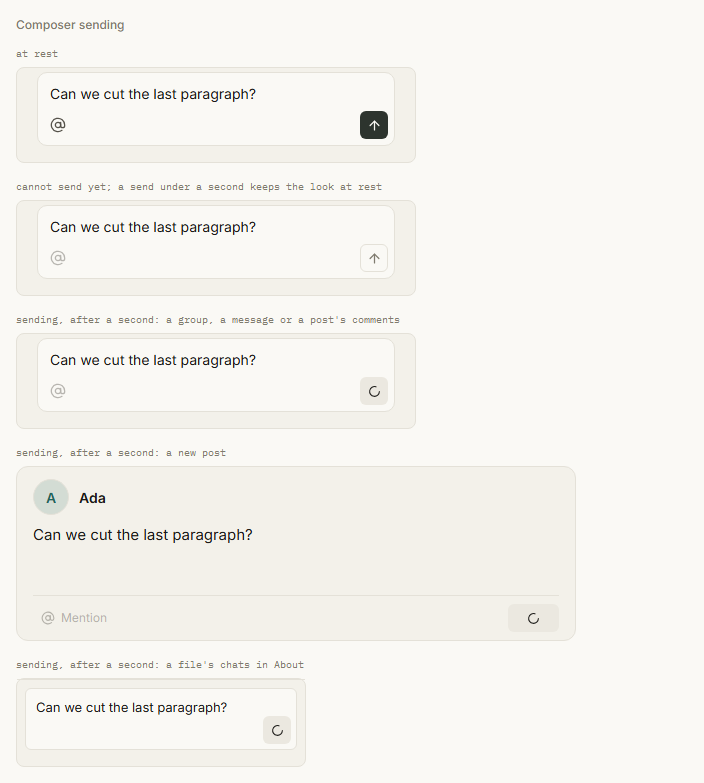 Composer sending
at rest
Can we cut the last paragraph?
@
cannot send yet; a send under a second keeps the look at rest
Can we cut the last paragraph?
@
sending, after a second: a group, a message or a post's comments
Can we cut the last paragraph?
@
sending, after a second: a new post
A Ada
Can we cut the last paragraph?
@ Mention
sending, after a second: a file's chats in About
Can we cut the last paragraph?